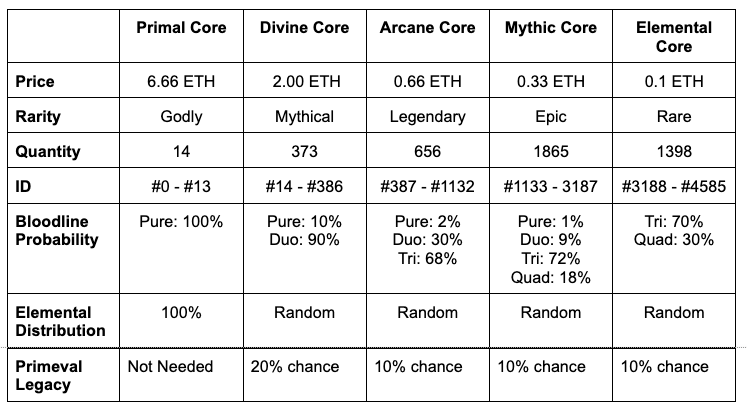 Primal Core Divine Core Arcane Core Mythic Core Elemental Core
Price 6.66 ETH 2.00 ETH 0.66 ETH 0.33 ETH 0.1 ETH
Rarity Godly Mythical Legendary Epic Rare
Quantity 14 373 656 1865 1398
ID #0 - #13 #14 - #386 #387 - #1132 #1133 - 3187 #3188 - #4585
Bloodline Pure: 100% Pure: 10% Pure: 2% Pure: 1% Tri: 70%
Probability Duo: 90% Duo: 30% Duo: 9% Quad: 30%
Tri: 68% Tri: 72%
Quad: 18%
Elemental 100% Random Random Random Random
Distribution
Primeval Not Needed 20% chance 10% chance 10% chance 10% chance
Legacy